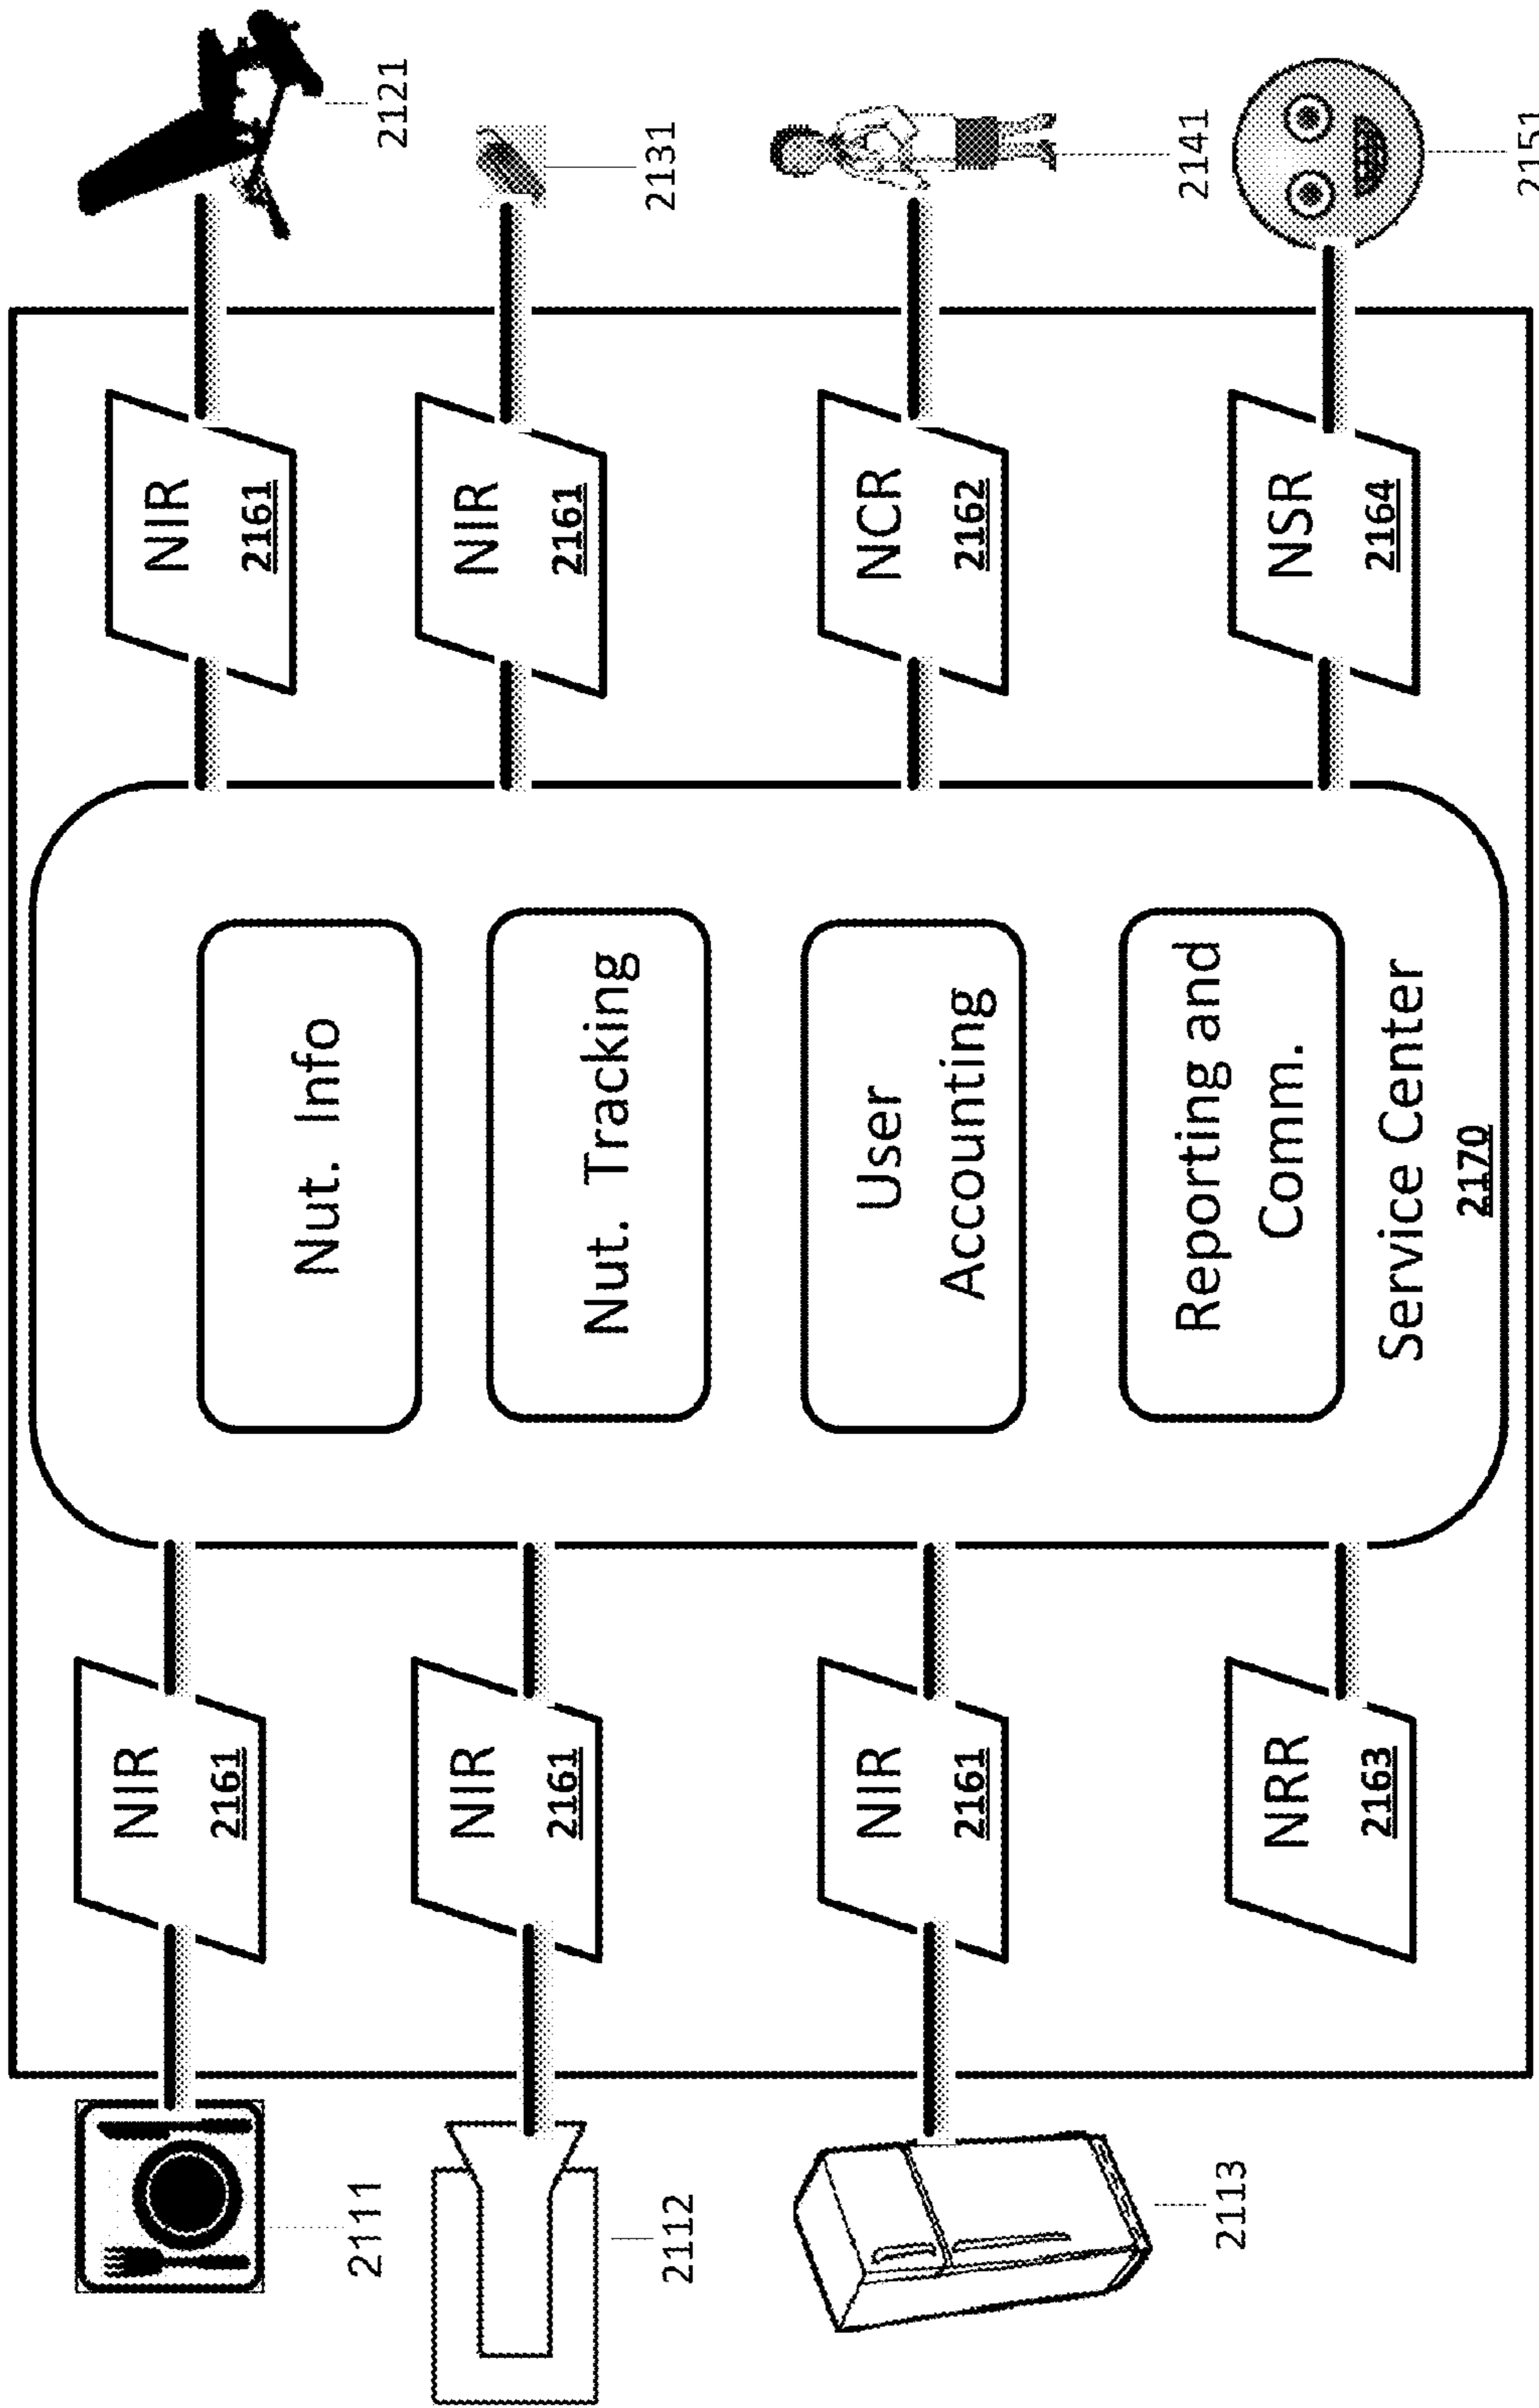 NIR
2161
NIR
2161
NIR
2161
NRR
2163
2111
2112
2113
Nut. Info
Nut. Tracking
User
Accounting
Reporting and
Comm.
Service Center
2170
NIR
2161
NIR
2161
NCR
2162
NSR
2164
2121
2131
2141
2151